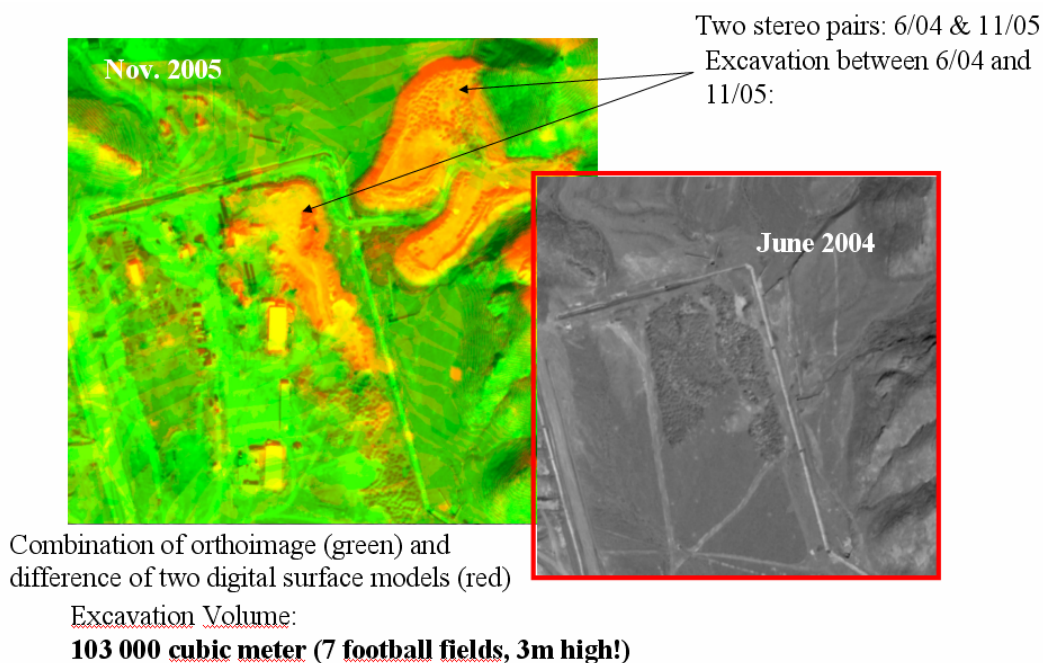 Two stereo pairs: 6/04 & 11/05
Excavation between 6/04 and
11/05:
Nov. 2005
June 2004
Combination of orthoimage (green) and
difference of two digital surface models (red)
Excavation Volume:
103 000 cubic meter (7 football fields, 3m high!)